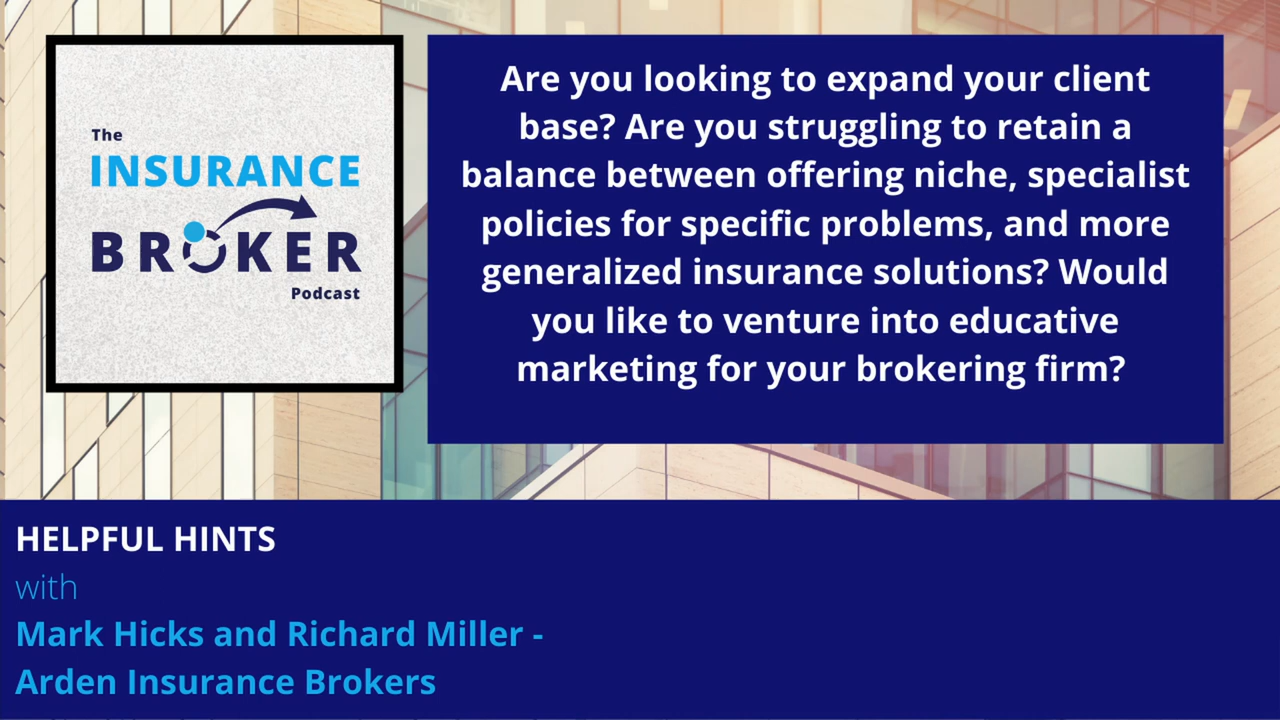 The
INSURANCE
BROKER
Podcast
Are you looking to expand your client
base? Are you struggling to retain a
balance between offering niche, specialist
policies for specific problems, and more
generalized insurance solutions? Would
you like to venture into educative
marketing for your brokering firm?
HELPFUL HINTS
with
Mark Hicks and Richard Miller -
Arden Insurance Brokers